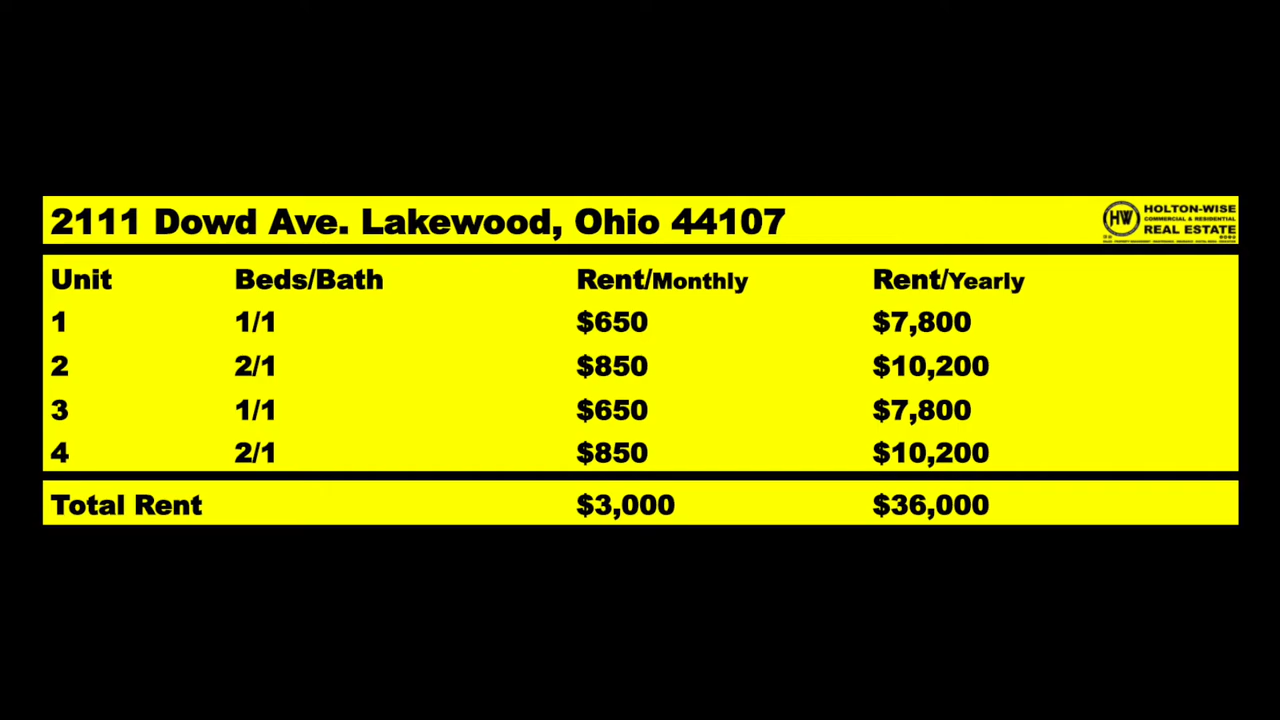 2111 Dowd Ave. Lakewood, Ohio 44107
HW
HOLTON-WISE
COMMERCIAL & RESIDENTIAL
REAL ESTATE
Unit Beds/Bath Rent/Monthly Rent/Yearly
1 1/1 $650 $7,800
2 2/1 $850 $10,200
3 1/1 $650 $7,800
4 2/1 $850 $10,200
Total Rent $3,000 $36,000